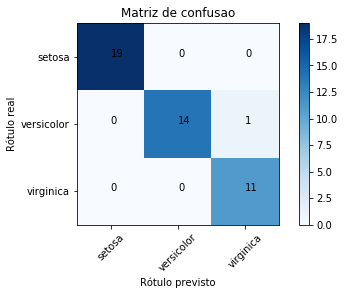 Matriz de confusao
Rótulo real
setosa 19 0 0
versicolor 0 14 1
virginica 0 0 11
setosa versicolor virginica
Rótulo previsto
17.5
15.0
12.5
10.0
7.5
5.0
2.5
0.0